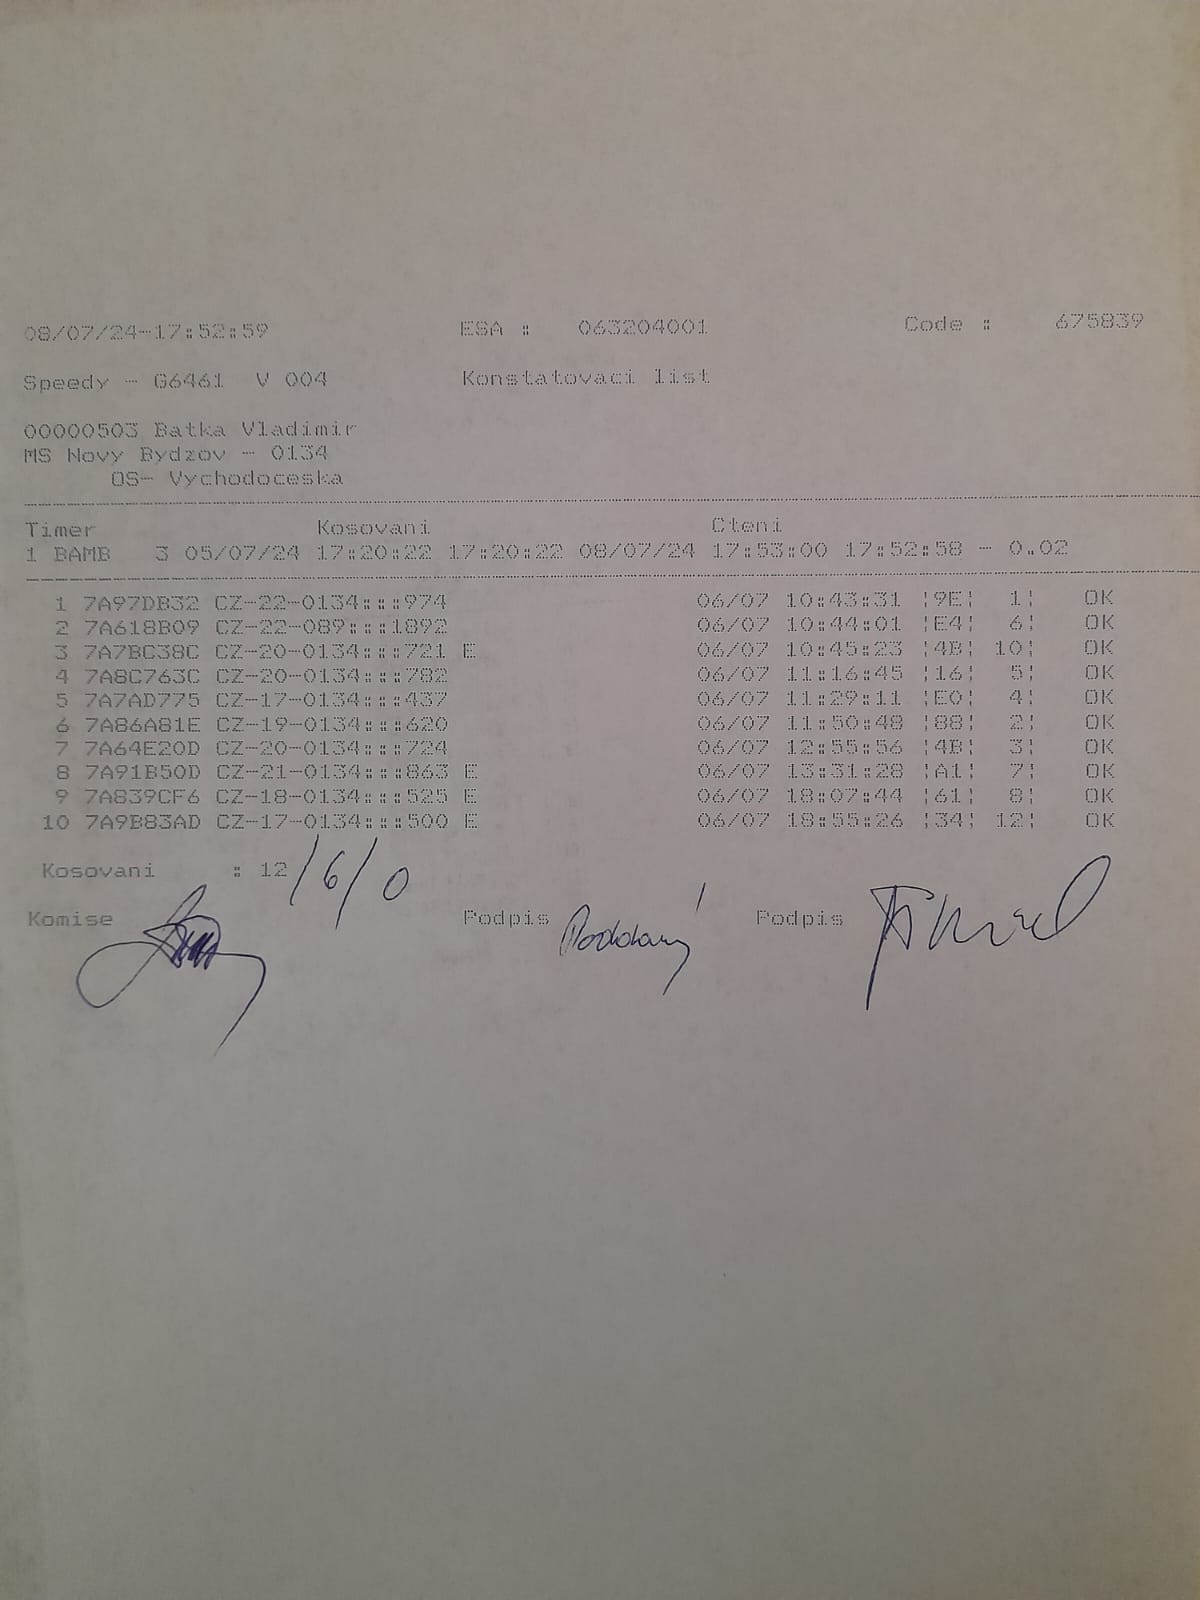 08/07/24-17:52:59 ESA : 063204001 Code : 675839
Speedy - G6461 V 004 Konstatovaci list
00000503 Batka Vladimir
MS Novy Bydzov - 0134
OS- Vychodoceska
Timer Kosovani Cteni
1 BAMB 3 05/07/24 17:20:22 17:20:22 08/07/24 17:53:00 17:52:58 - 0.02
1 7A97DB32 CZ-22-0134:::974 06/07 10:43:31 ¦9E¦ 1¦ OK
2 7A618B09 CZ-22-089:::1892 06/07 10:44:01 ¦E4¦ 6¦ OK
3 7A7BC38C CZ-20-0134:::721 E 06/07 10:45:23 ¦4B¦ 10¦ OK
4 7A8C763C CZ-20-0134:::782 06/07 11:16:45 ¦16¦ 5¦ OK
5 7A7AD775 CZ-17-0134:::437 06/07 11:29:11 ¦E0¦ 4¦ OK
6 7A86A81E CZ-19-0134:::620 06/07 11:50:48 ¦88¦ 2¦ OK
7 7A64E20D CZ-20-0134:::724 06/07 12:55:56 ¦4B¦ 3¦ OK
8 7A91B50D CZ-21-0134:::863 E 06/07 13:31:28 ¦A1¦ 7¦ OK
9 7A839CF6 CZ-18-0134:::525 E 06/07 18:07:44 ¦61¦ 8¦ OK
10 7A9B83AD CZ-17-0134:::500 E 06/07 18:55:26 ¦34¦ 12¦ OK
Kosovani : 12 /6/0
Komise Podpis Podpis